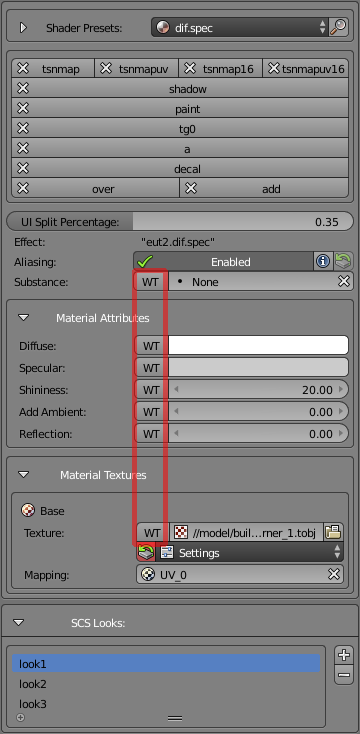 Shader Presets: dif.spec
tsnmap tsnmapuv tsnmap16 tsnmapuv16
shadow
paint
tg0
a
decal
over add
UI Split Percentage: 0.35
Effect: "eut2.dif.spec"
Aliasing: Enabled
Substance: WT • None
Material Attributes
Diffuse: WT
Specular: WT
Shininess: WT 20.00
Add Ambient: WT 0.00
Reflection: WT 0.00
Material Textures
Base
Texture: WT //model/buil...rner_1.tobj
Settings
Mapping: UV_0
SCS Looks:
look1
look2
look3